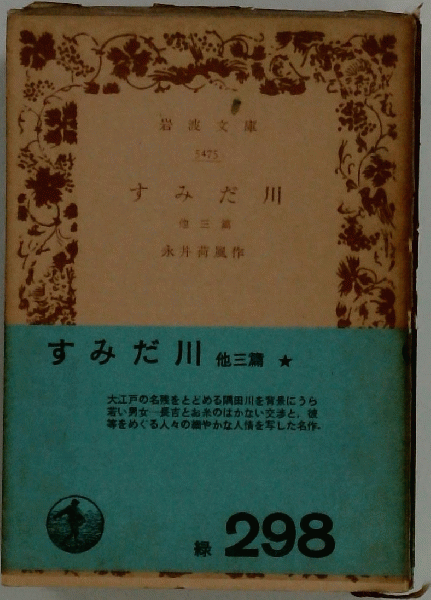 岩波文庫
5475
すみだ川
他三篇
永井荷風作
すみだ川 他三篇 ★
大江戸の名残をとどめる隅田川を背景にうら
若い男女―長吉とお糸のはかない交渉と、彼
等をめぐる人々の細やかな人情を写した名作。
緑 298